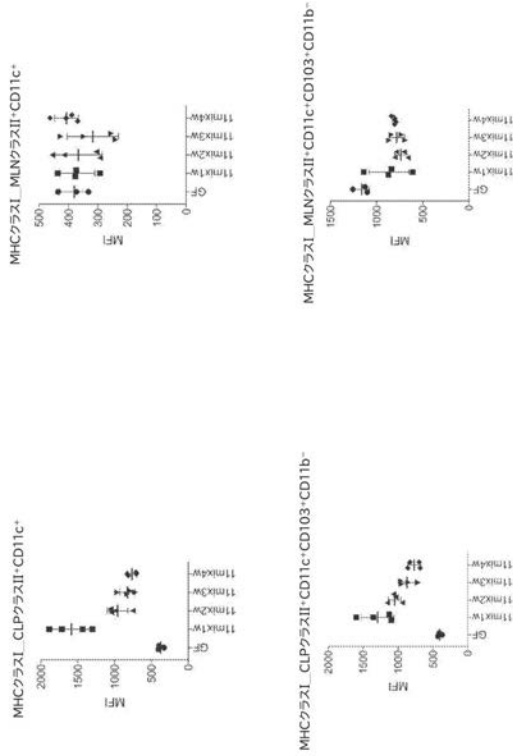 MHCクラスI__CLPクラスII⁺CD11c⁺
2000
1500
1000
500
0
MFI
GF
11mix1w
11mix2w
11mix3w
11mix4w
MHCクラスI__MLNクラスII⁺CD11c⁺
500
400
300
200
100
0
MFI
GF
11mix1w
11mix2w
11mix3w
11mix4w
MHCクラスI__CLPクラスII⁺CD11c⁺CD103⁺CD11b⁻
2000
1500
1000
500
0
MFI
GF
11mix1w
11mix2w
11mix3w
11mix4w
MHCクラスI__MLNクラスII⁺CD11c⁺CD103⁺CD11b⁻
1500
1000
500
0
MFI
GF
11mix1w
11mix2w
11mix3w
11mix4w